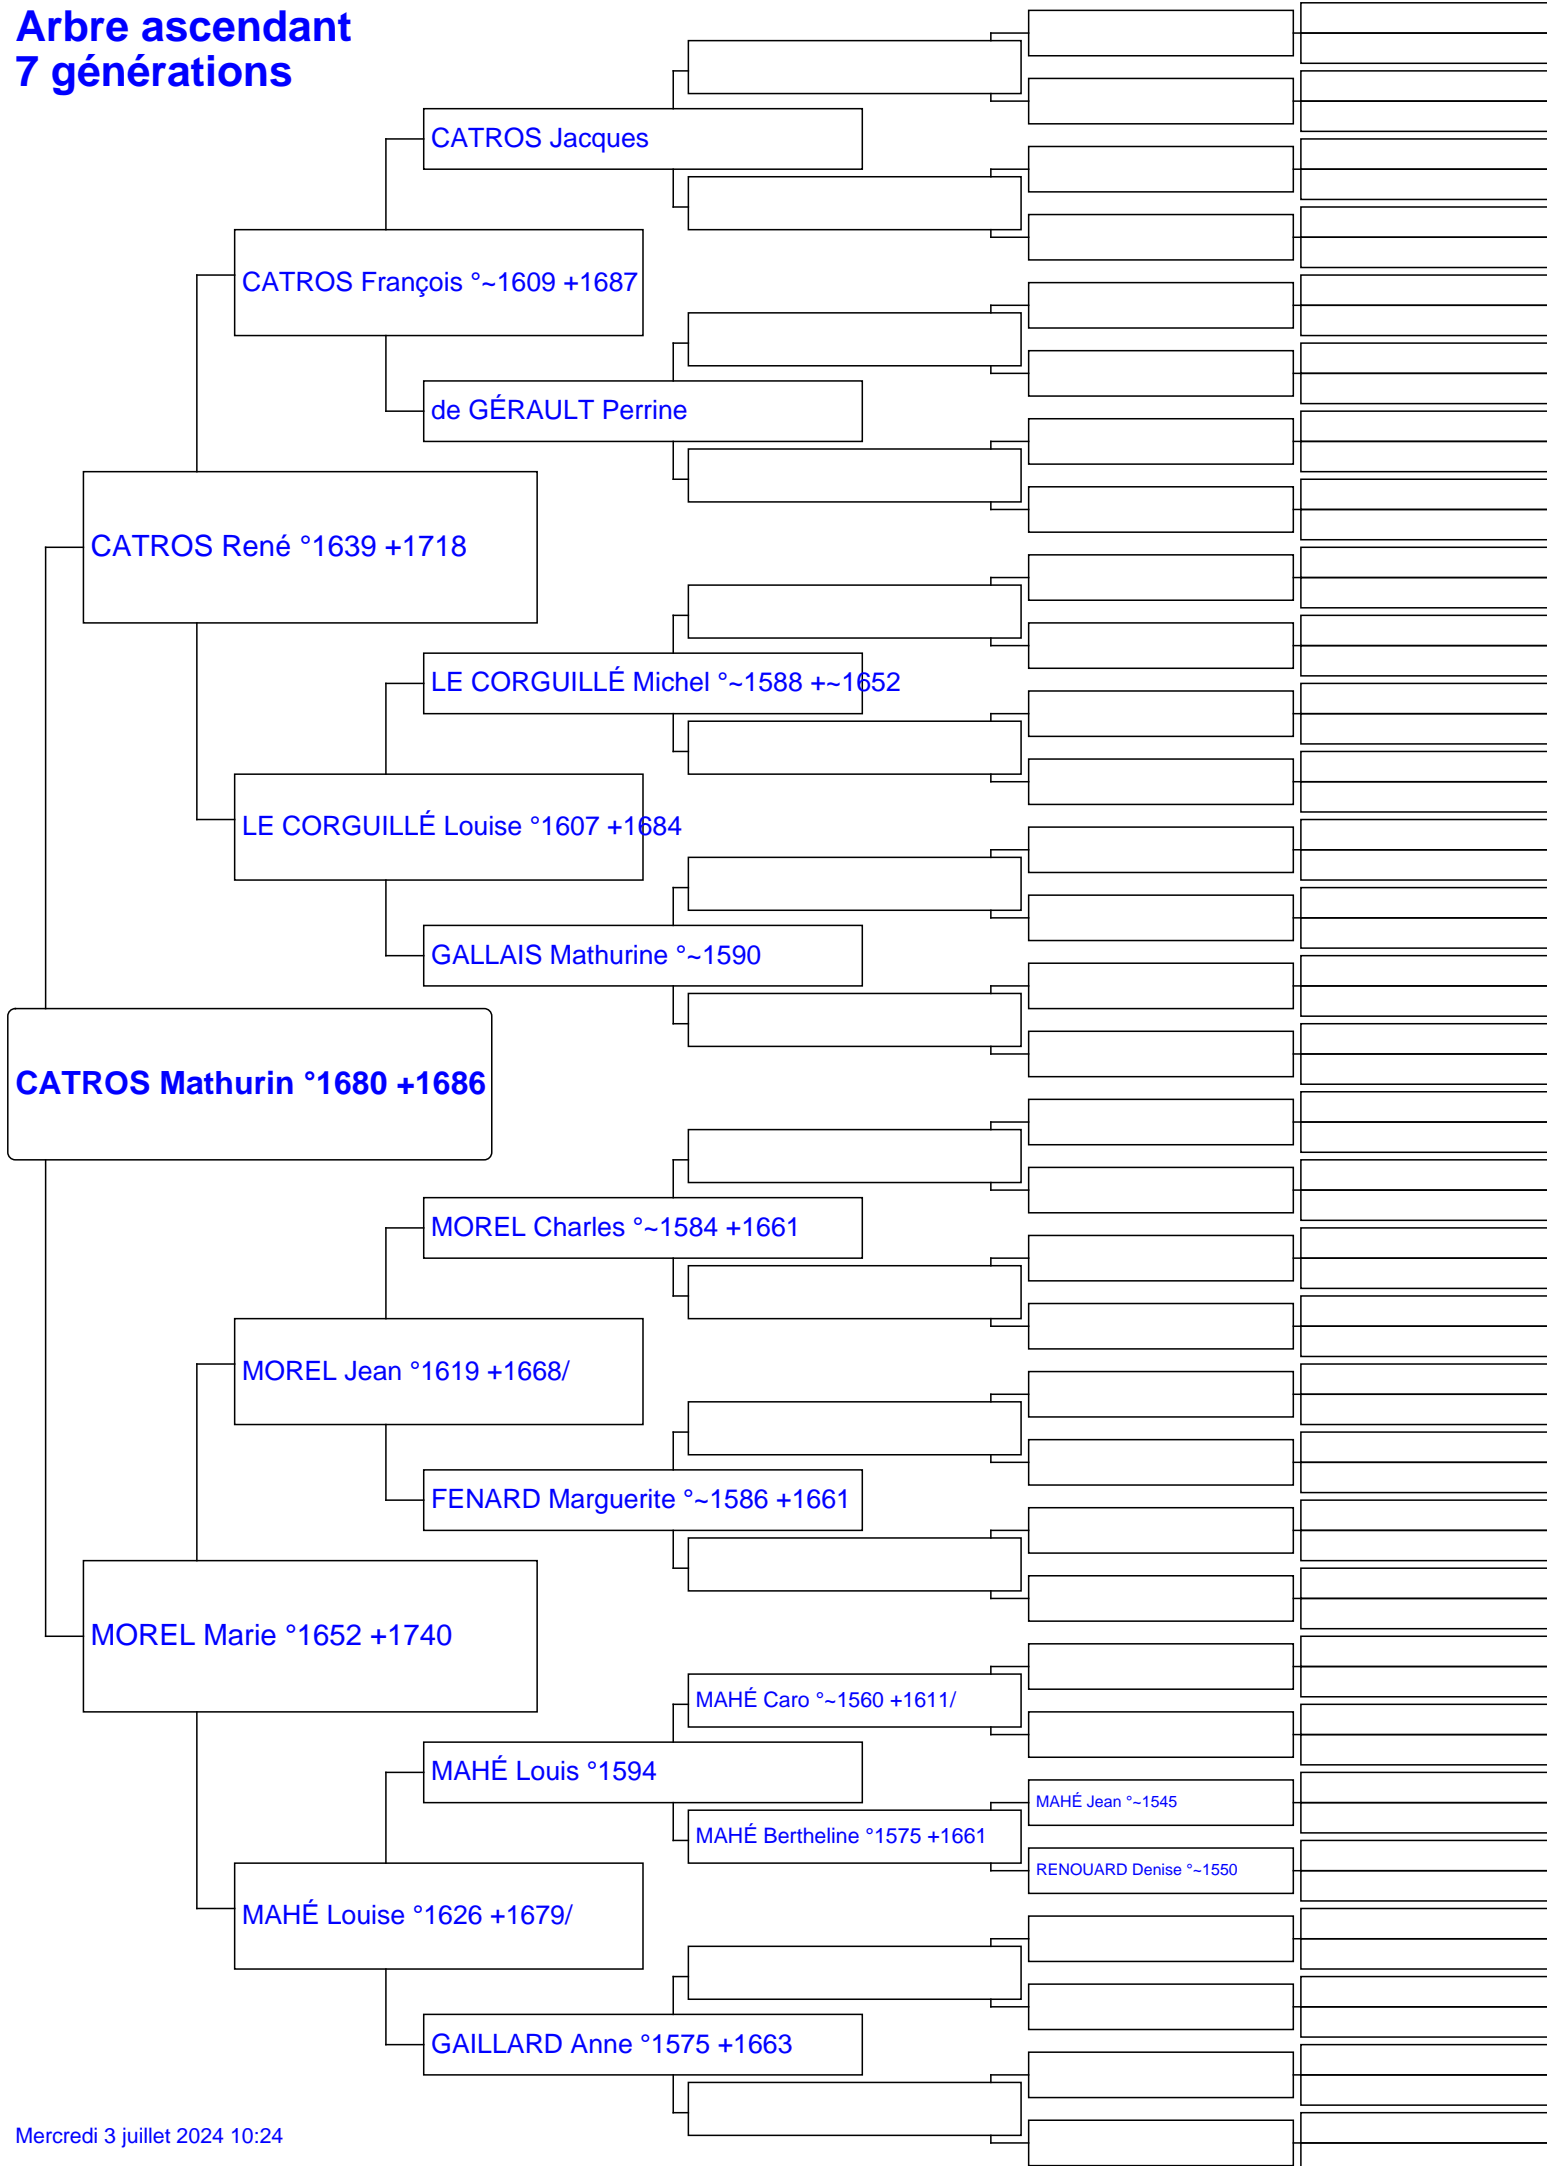 Arbre ascendant
7 générations
CATROS Jacques
CATROS François °~1609 +1687
de GÉRAULT Perrine
CATROS René °1639 +1718
LE CORGUILLÉ Michel °~1588 +~1652
LE CORGUILLÉ Louise °1607 +1684
GALLAIS Mathurine °~1590
CATROS Mathurin °1680 +1686
MOREL Charles °~1584 +1661
MOREL Jean °1619 +1668/
FENARD Marguerite °~1586 +1661
MOREL Marie °1652 +1740
MAHÉ Caro °~1560 +1611/
MAHÉ Louis °1594
MAHÉ Jean °~1545
MAHÉ Bertheline °1575 +1661
RENOUARD Denise °~1550
MAHÉ Louise °1626 +1679/
GAILLARD Anne °1575 +1663
Mercredi 3 juillet 2024 10:24